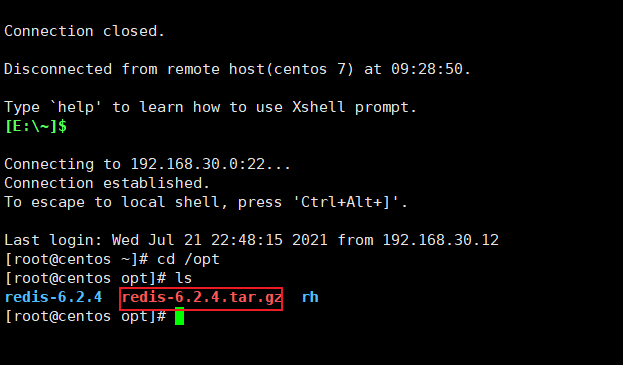 Connection closed.
Disconnected from remote host(centos 7) at 09:28:50.
Type `help' to learn how to use Xshell prompt.
[E:\~]$
Connecting to 192.168.30.0:22...
Connection established.
To escape to local shell, press 'Ctrl+Alt+]'.
Last login: Wed Jul 21 22:48:15 2021 from 192.168.30.12
[root@centos ~]# cd /opt
[root@centos opt]# ls
redis-6.2.4  redis-6.2.4.tar.gz  rh
[root@centos opt]#